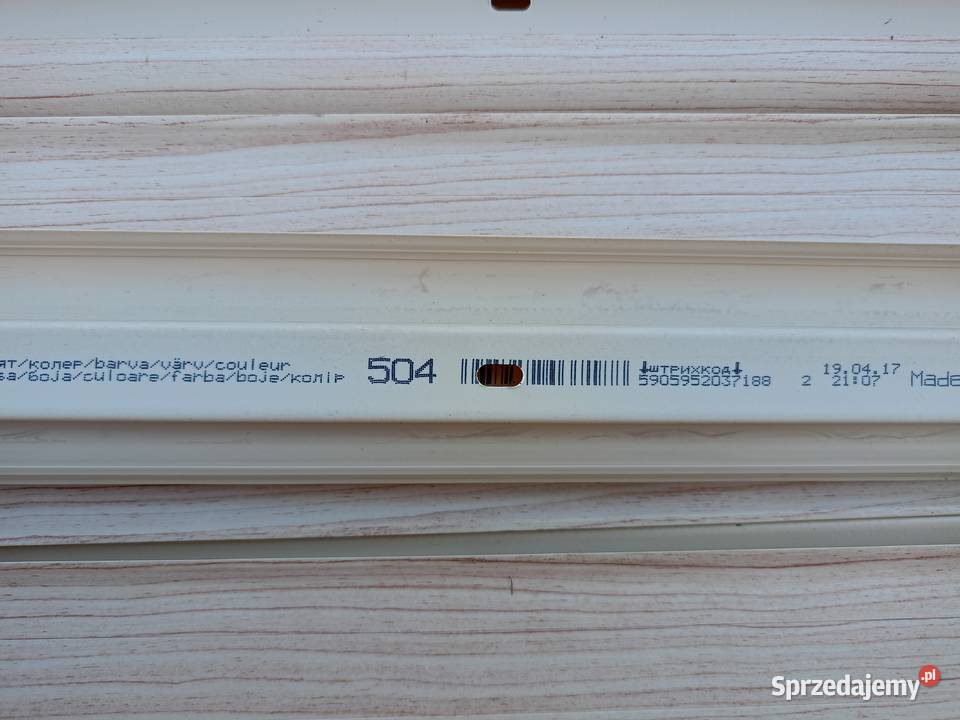 ят/колер/barva/värv/couleur
sa/боја/culoare/farba/boje/колір
504
↓штрихкод↓
5905952037188
2
19.04.17
21:07
Made
Sprzedajemy.pl